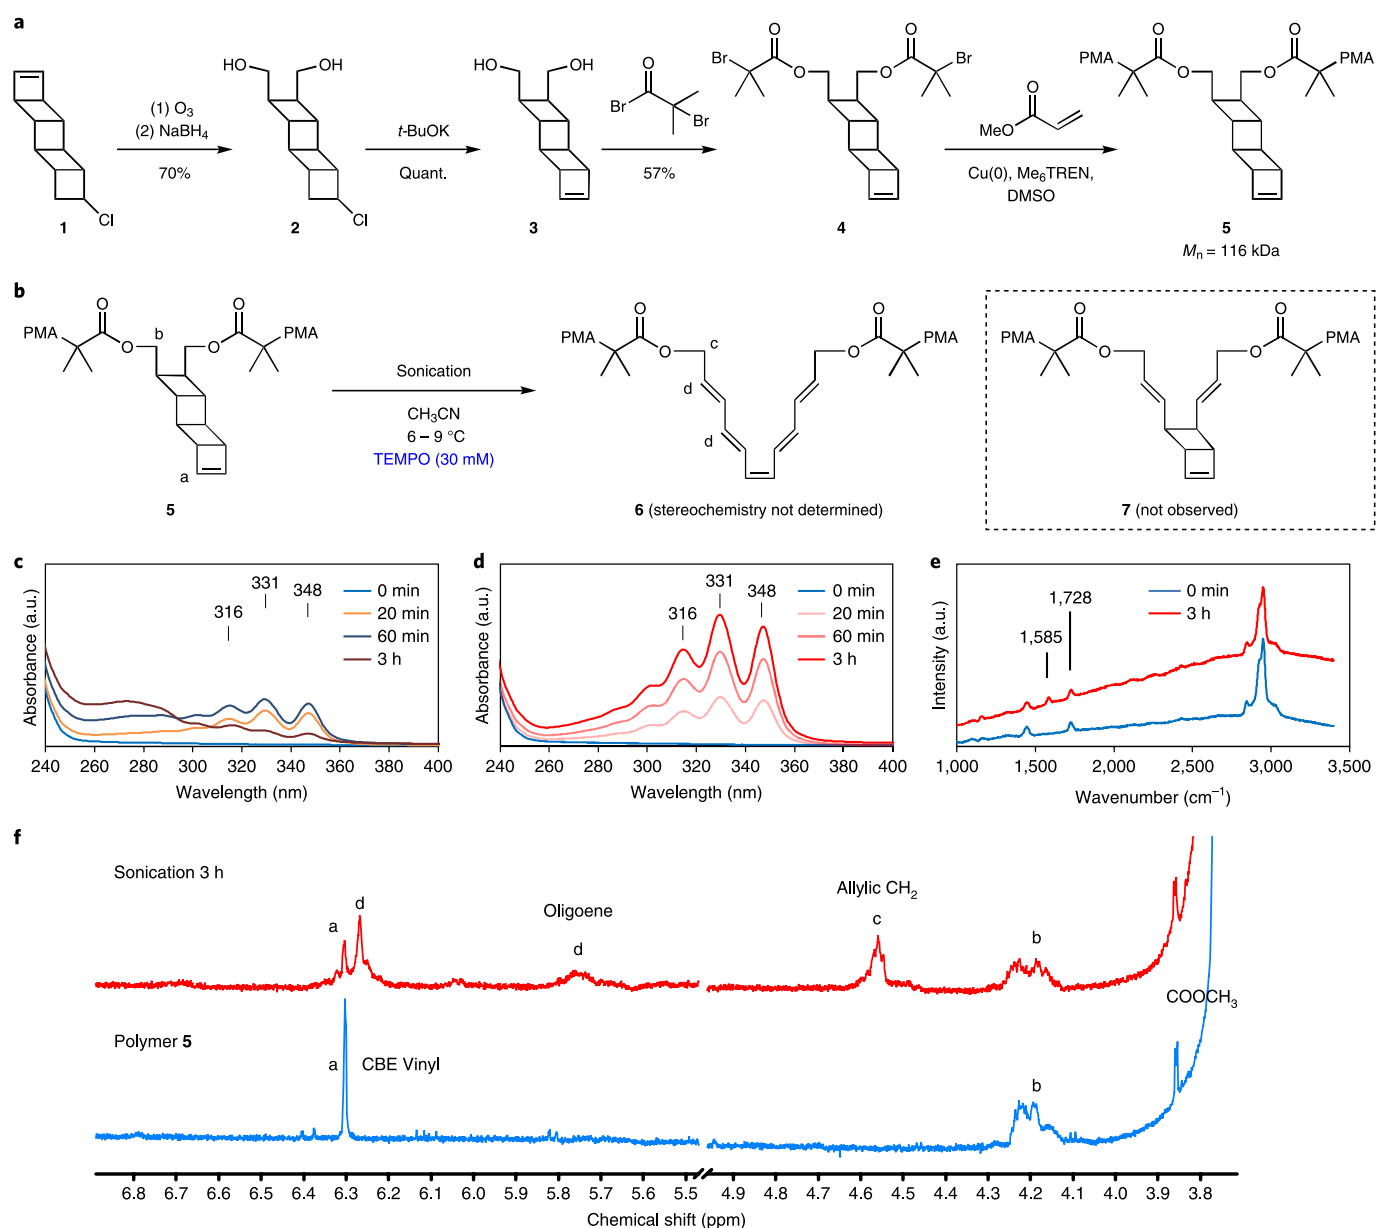 a
HO OH
(1) O3
(2) NaBH4
70%
Cl
1
2
t-BuOK
Quant.
HO OH
3
O
Br
Br
57%
O O
Br Br
O O
4
O
MeO
Cu(0), Me6TREN,
DMSO
O O
PMA PMA
O O
5
Mn = 116 kDa
Cl
b
O O
PMA PMA
O O
b
a
5
Sonication
CH3CN
6 – 9 °C
TEMPO (30 mM)
O O
PMA PMA
O O
c
d
d
6 (stereochemistry not determined)
O O
PMA PMA
O O
7 (not observed)
c
Absorbance (a.u.)
316
331
348
0 min
20 min
60 min
3 h
240 260 280 300 320 340 360 380 400
Wavelength (nm)
d
Absorbance (a.u.)
316
331
348
0 min
20 min
60 min
3 h
240 260 280 300 320 340 360 380 400
Wavelength (nm)
e
Intensity (a.u.)
0 min
3 h
1,728
1,585
1,000 1,500 2,000 2,500 3,000 3,500
Wavenumber (cm−1)
f
Sonication 3 h
a
d
Oligoene
d
Allylic CH2
c
b
COOCH3
Polymer 5
a
CBE Vinyl
b
6.8 6.7 6.6 6.5 6.4 6.3 6.2 6.1 6.0 5.9 5.8 5.7 5.6 5.5 4.9 4.8 4.7 4.6 4.5 4.4 4.3 4.2 4.1 4.0 3.9 3.8
Chemical shift (ppm)